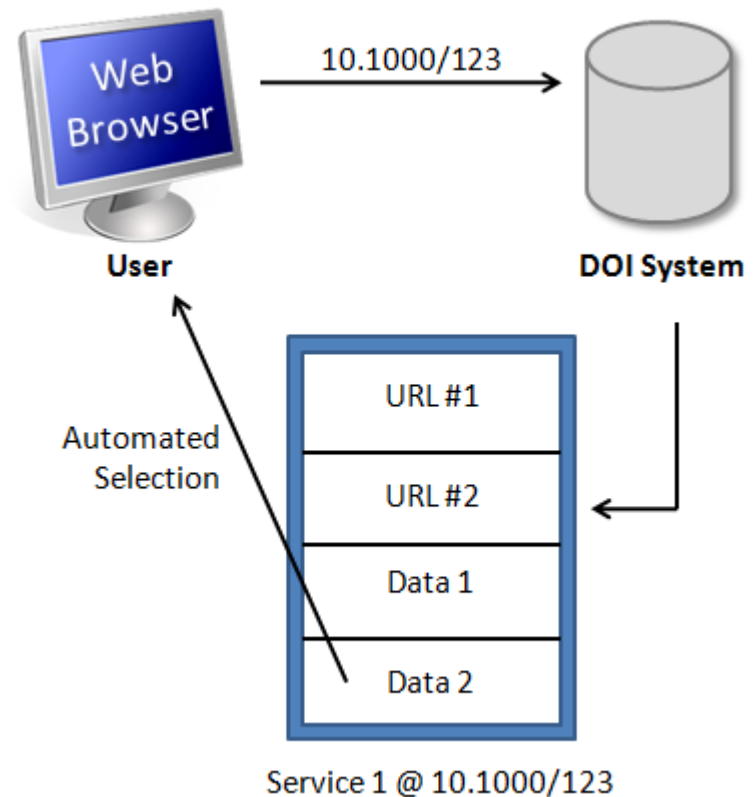 Web
Browser
10.1000/123
User
DOI System
URL #1
URL #2
Data 1
Data 2
Automated
Selection
Service 1 @ 10.1000/123